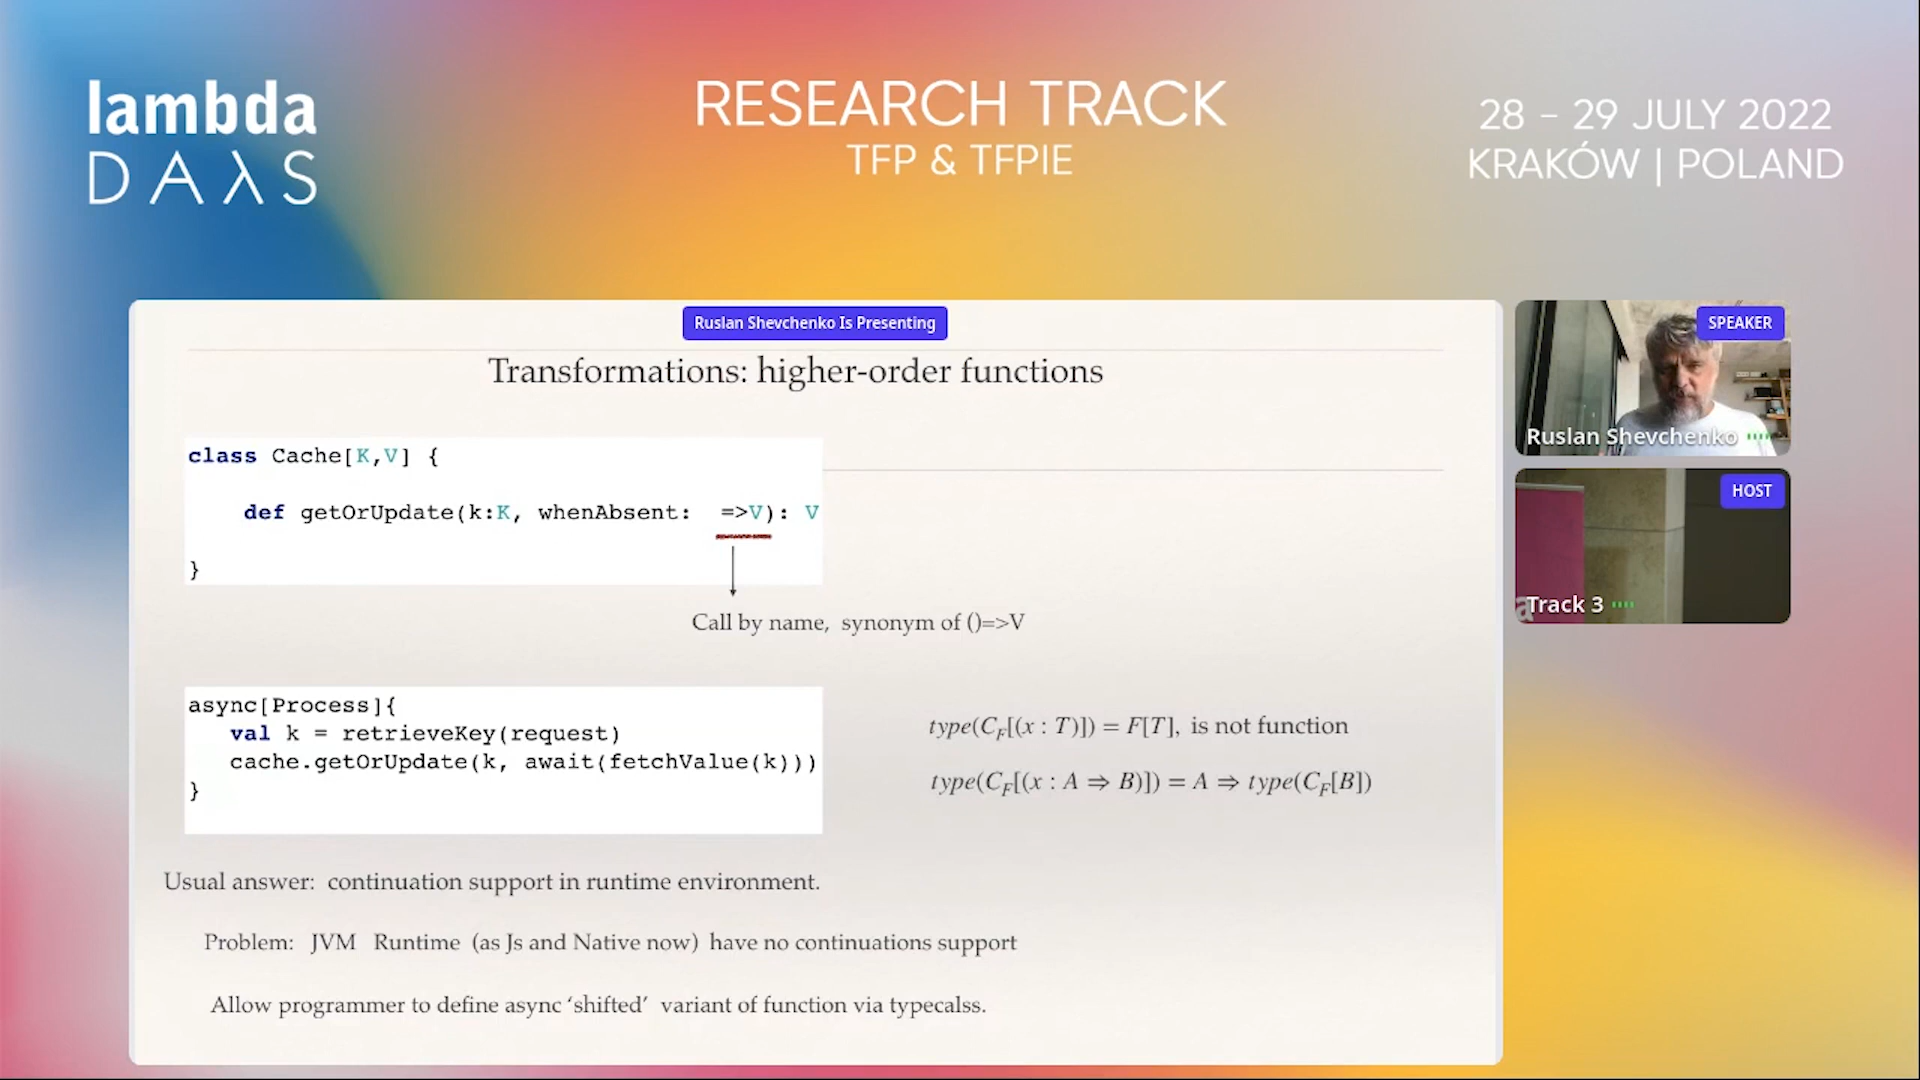 lambda
DAλS
RESEARCH TRACK
TFP & TFPIE
28 – 29 JULY 2022
KRAKÓW | POLAND
Ruslan Shevchenko Is Presenting
Transformations: higher-order functions
class Cache[K,V] {
def getOrUpdate(k:K, whenAbsent: =>V): V
}
Call by name, synonym of ()=>V
async[Process]{
val k = retrieveKey(request)
cache.getOrUpdate(k, await(fetchValue(k)))
}
type(C_F[(x : T)]) = F[T], is not function
type(C_F[(x : A ⇒ B)]) = A ⇒ type(C_F[B])
Usual answer: continuation support in runtime environment.
Problem: JVM Runtime (as Js and Native now) have no continuations support
Allow programmer to define async ‘shifted’ variant of function via typecalss.
SPEAKER
Ruslan Shevchenko
HOST
Track 3